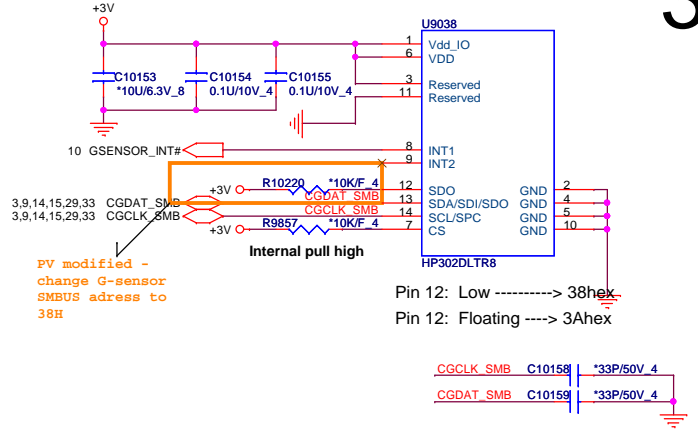 3
+3V
U9038
1 Vdd_IO
6 VDD
C10153 C10154 C10155
*10U/6.3V_8 0.1U/10V_4 0.1U/10V_4
3 Reserved
11 Reserved
10 GSENSOR_INT# 8 INT1
9 INT2
+3V R10220 *10K/F_4 12 SDO GND 2
3,9,14,15,29,33 CGDAT_SMB CGDAT_SMB 13 SDA/SDI/SDO GND 4
3,9,14,15,29,33 CGCLK_SMB CGCLK_SMB 14 SCL/SPC GND 5
+3V R9857 *10K/F_4 7 CS GND 10
Internal pull high
HP302DLTR8
PV modified -
change G-sensor
SMBUS adress to
38H
Pin 12: Low ----------> 38hex
Pin 12: Floating ----> 3Ahex
CGCLK_SMB C10158 *33P/50V_4
CGDAT_SMB C10159 *33P/50V_4